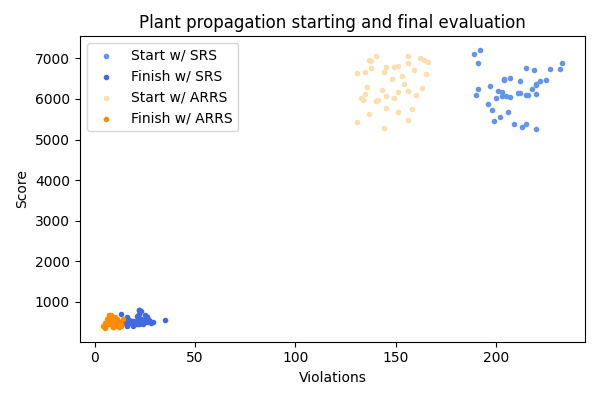 Plant propagation starting and final evaluation
Start w/ SRS
Finish w/ SRS
Start w/ ARRS
Finish w/ ARRS
7000
6000
5000
4000
3000
2000
1000
Score
0 50 100 150 200
Violations